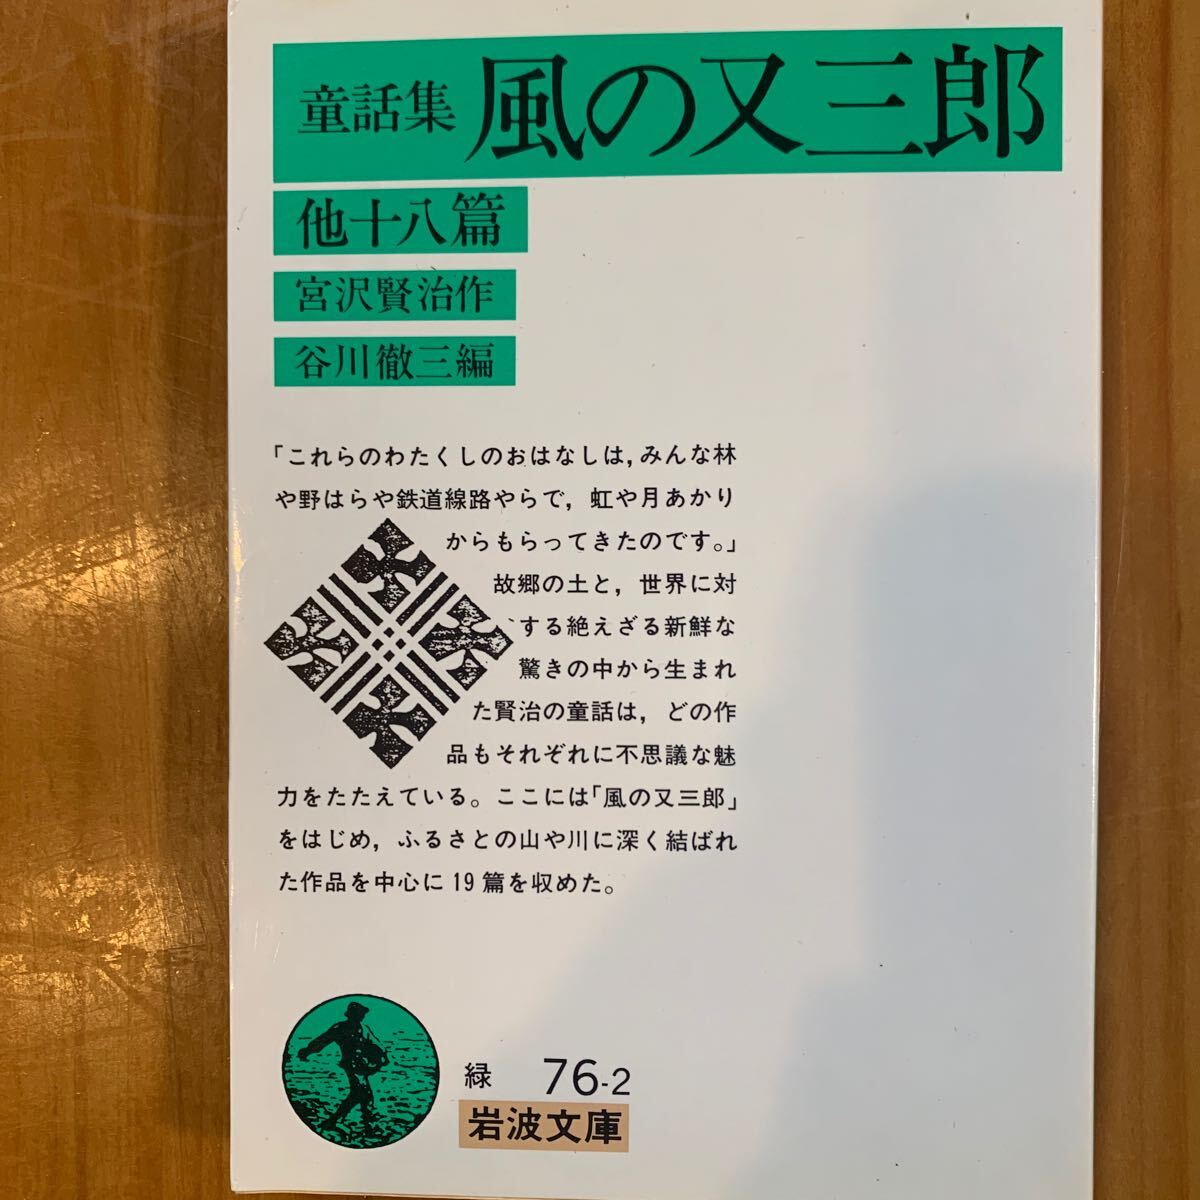 童話集 風の又三郎
他十八篇
宮沢賢治作
谷川徹三編
「これらのわたくしのおはなしは，みんな林
や野はらや鉄道線路やらで，虹や月あかり
からもらってきたのです。」
故郷の土と，世界に対
する絶えざる新鮮な
驚きの中から生まれ
た賢治の童話は，どの作
品もそれぞれに不思議な魅
力をたたえている。ここには「風の又三郎」
をはじめ，ふるさとの山や川に深く結ばれ
た作品を中心に19篇を収めた。
緑 76-2
岩波文庫